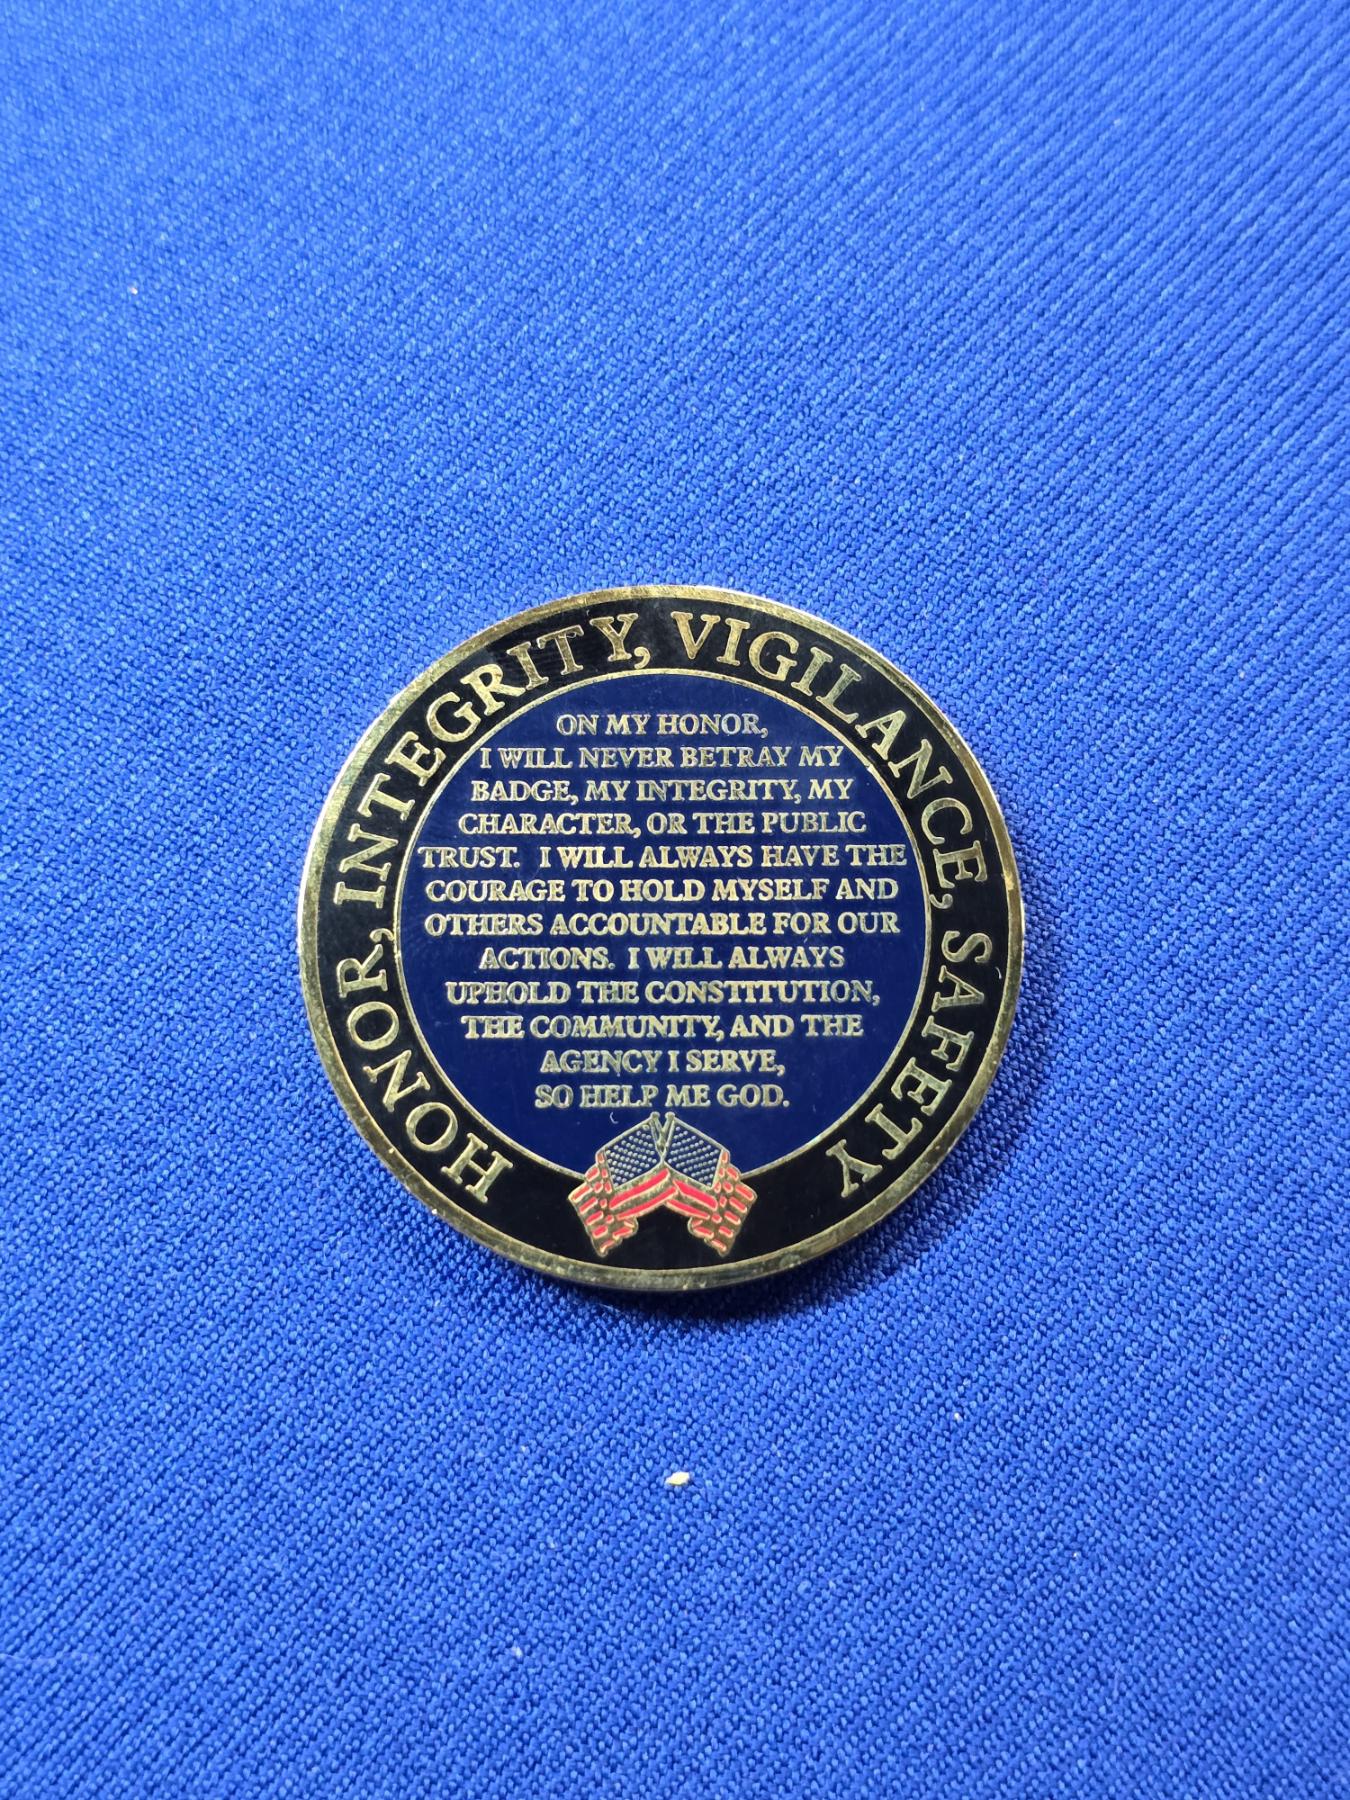 HONOR, INTEGRITY, VIGILANCE, SAFETY
ON MY HONOR,
I WILL NEVER BETRAY MY
BADGE, MY INTEGRITY, MY
CHARACTER, OR THE PUBLIC
TRUST. I WILL ALWAYS HAVE THE
COURAGE TO HOLD MYSELF AND
OTHERS ACCOUNTABLE FOR OUR
ACTIONS. I WILL ALWAYS
UPHOLD THE CONSTITUTION,
THE COMMUNITY, AND THE
AGENCY I SERVE,
SO HELP ME GOD.